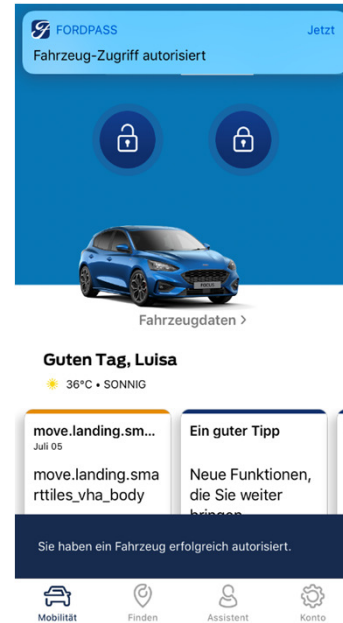 FORDPASS Jetzt
Fahrzeug-Zugriff autorisiert
FOCUS
Fahrzeugdaten >
Guten Tag, Luisa
36°C • SONNIG
move.landing.sm...
Juli 05
move.landing.sma
rttiles_vha_body
Ein guter Tipp
Neue Funktionen,
die Sie weiter
bringen
Sie haben ein Fahrzeug erfolgreich autorisiert.
Mobilität Finden Assistent Konto